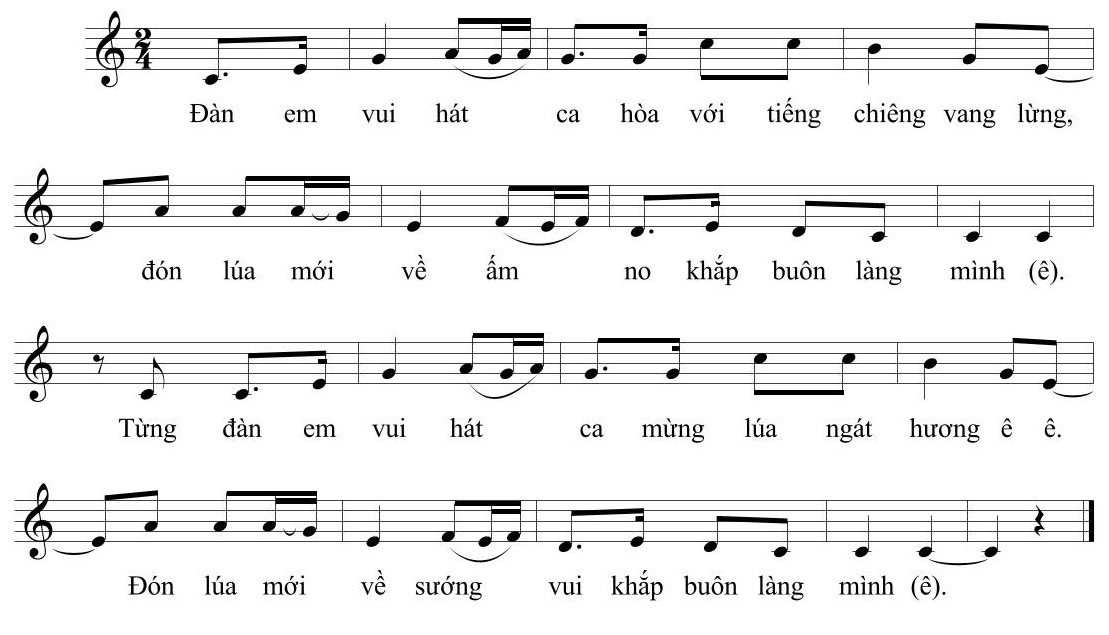 2
4
Đàn em vui hát ca hòa với tiếng chiêng vang lừng,
đón lúa mới về ấm no khắp buôn làng mình (ê).
Từng đàn em vui hát ca mừng lúa ngát hương ê ê.
Đón lúa mới về sướng vui khắp buôn làng mình (ê).